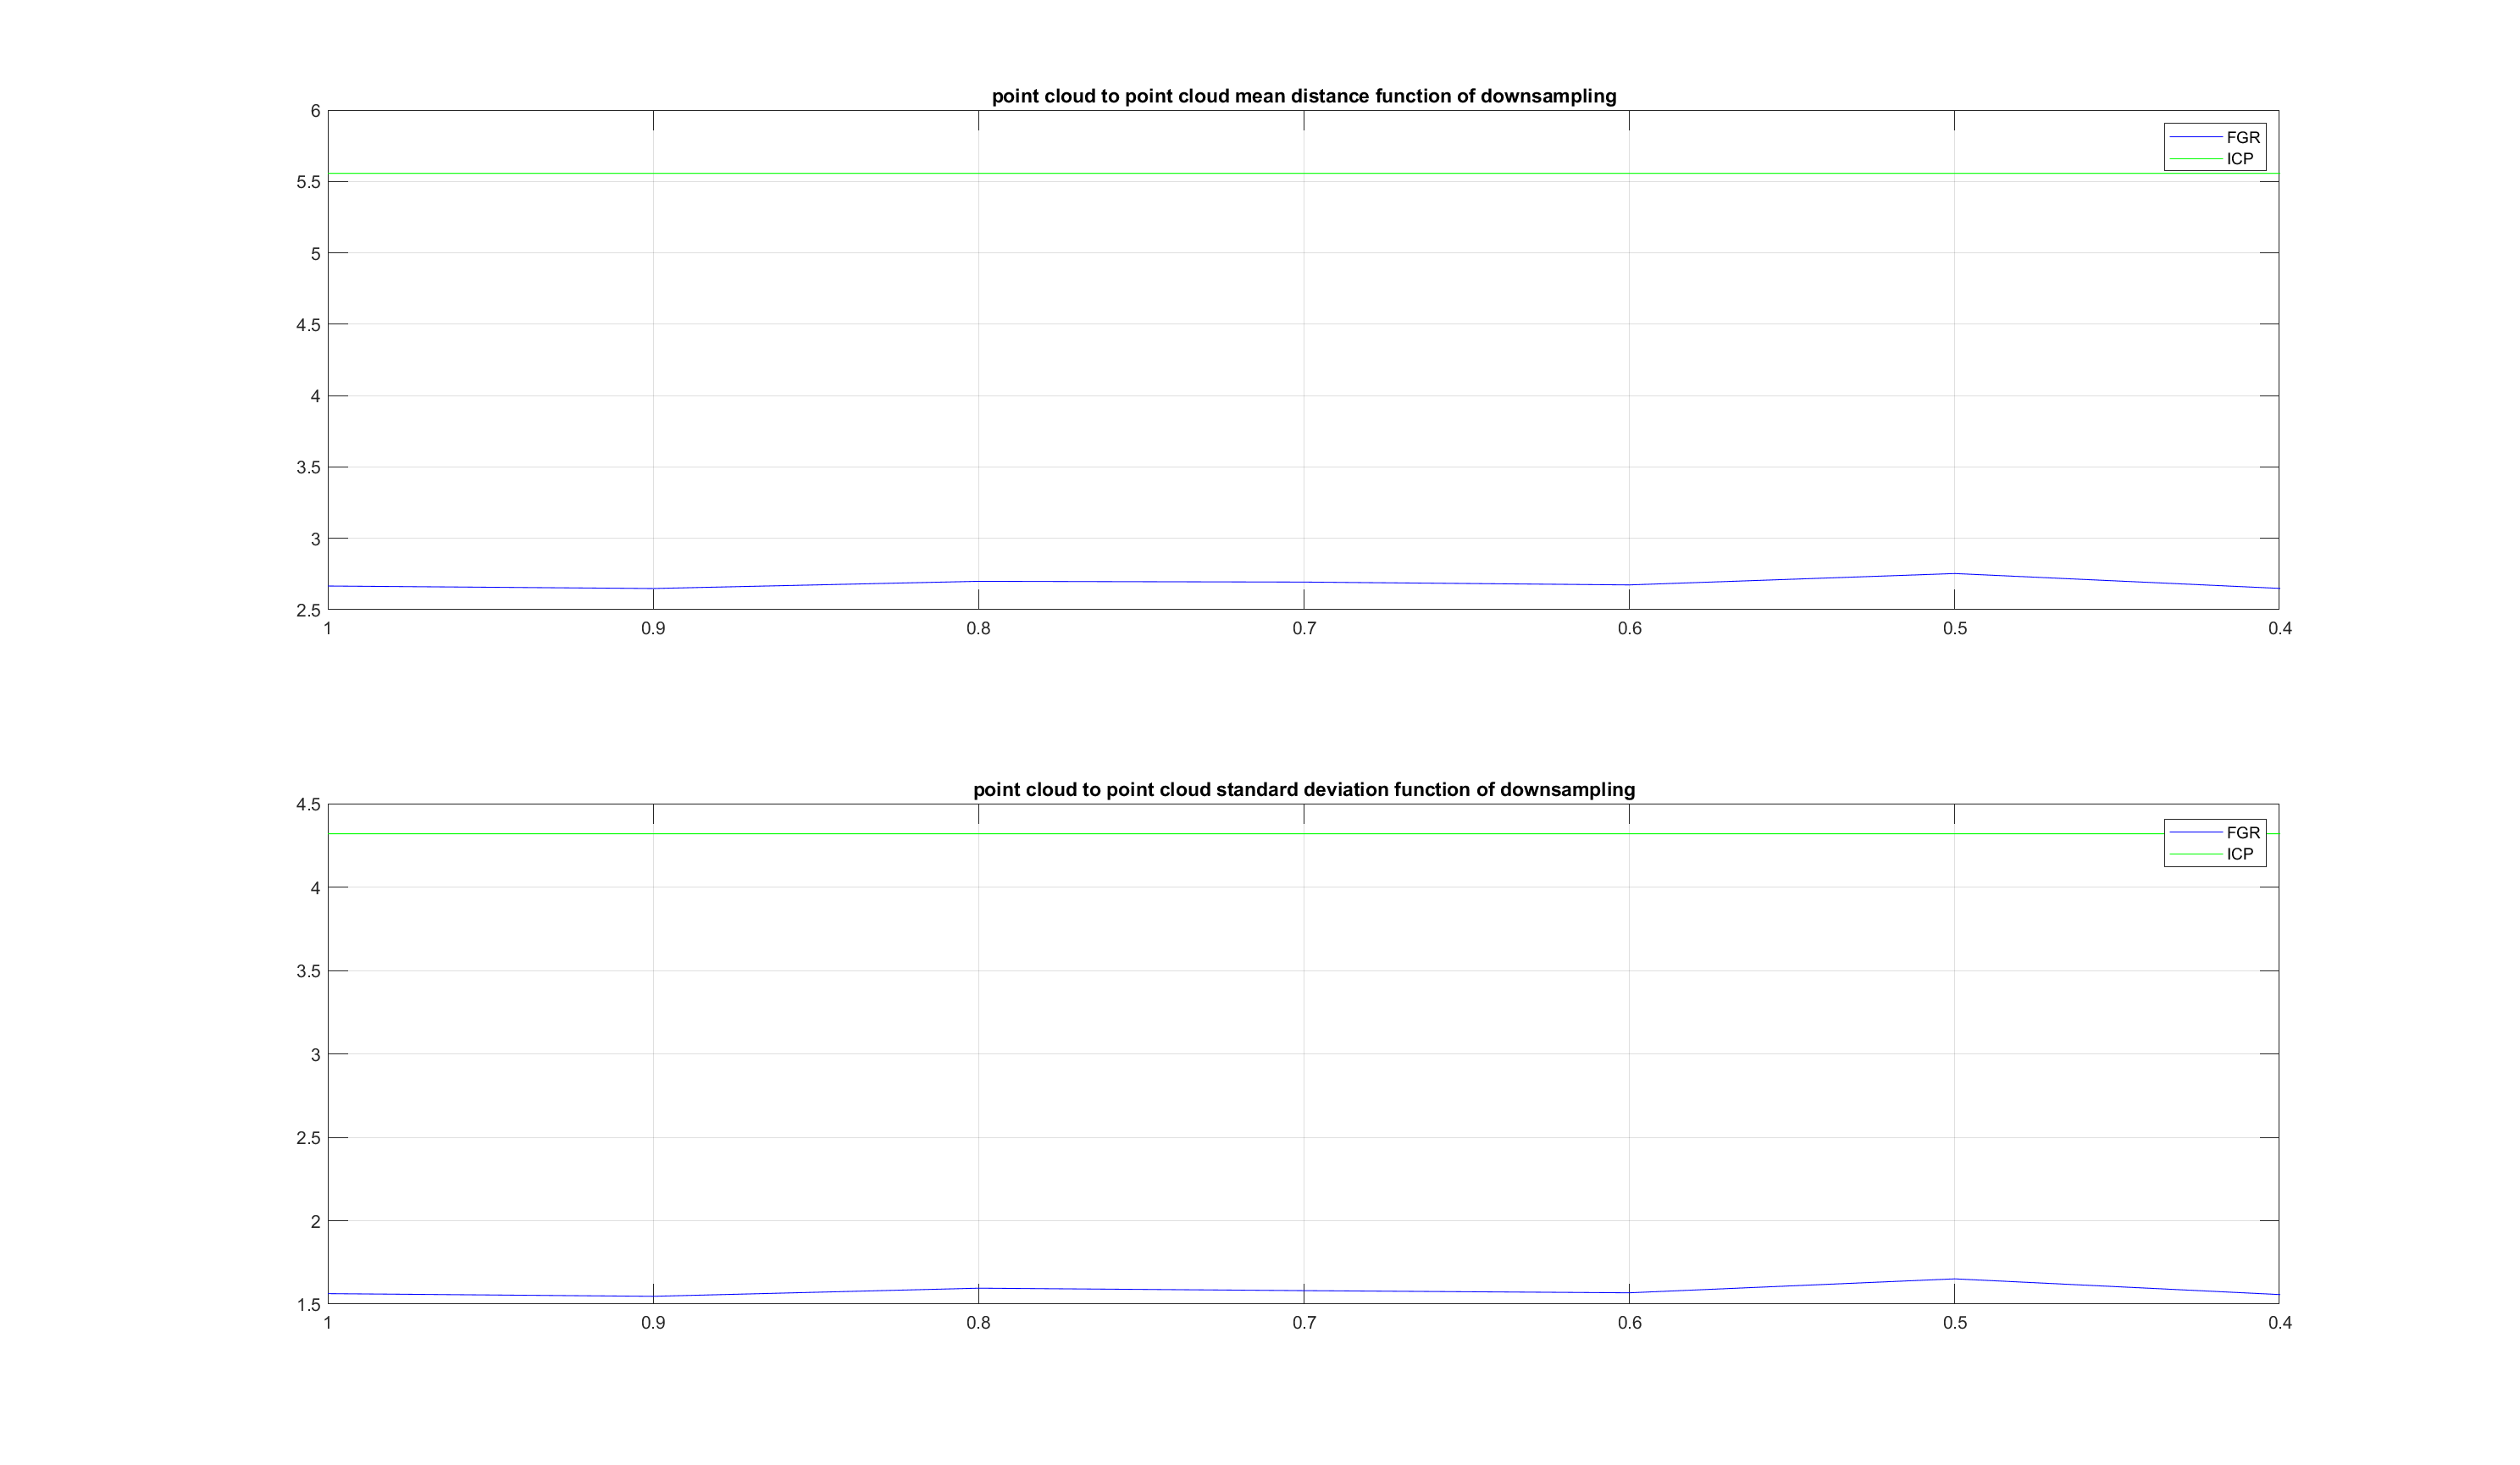 point cloud to point cloud mean distance function of downsampling
6
5.5
5
4.5
4
3.5
3
2.5
FGR
ICP
1 0.9 0.8 0.7 0.6 0.5 0.4
point cloud to point cloud standard deviation function of downsampling
4.5
4
3.5
3
2.5
2
1.5
FGR
ICP
1 0.9 0.8 0.7 0.6 0.5 0.4